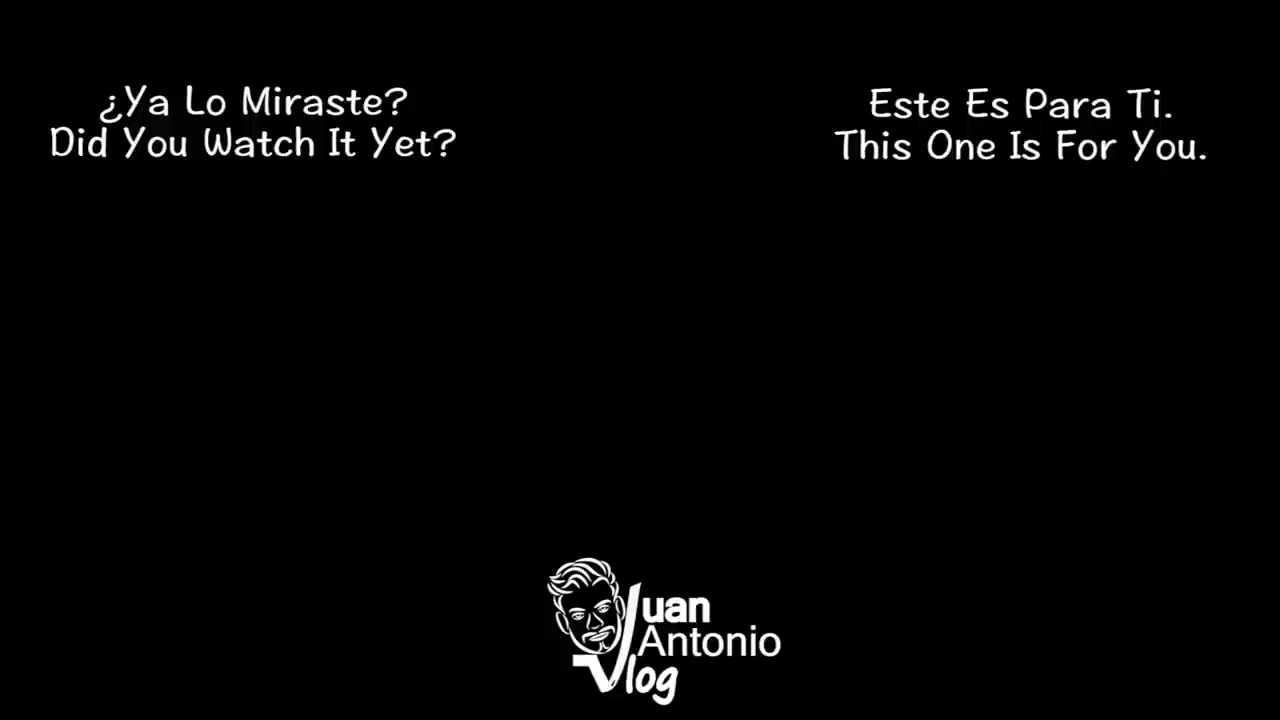 ¿Ya Lo Miraste?
Did You Watch It Yet?
Este Es Para Ti.
This One Is For You.
Juan
Antonio
Vlog